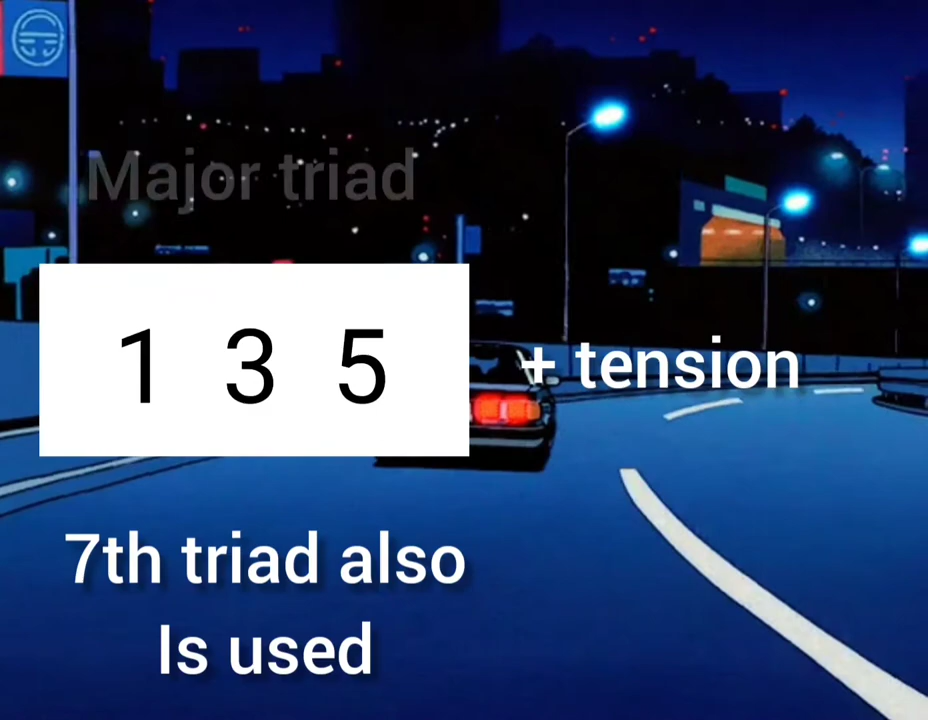 Major triad
1 3 5
+ tension
7th triad also
Is used